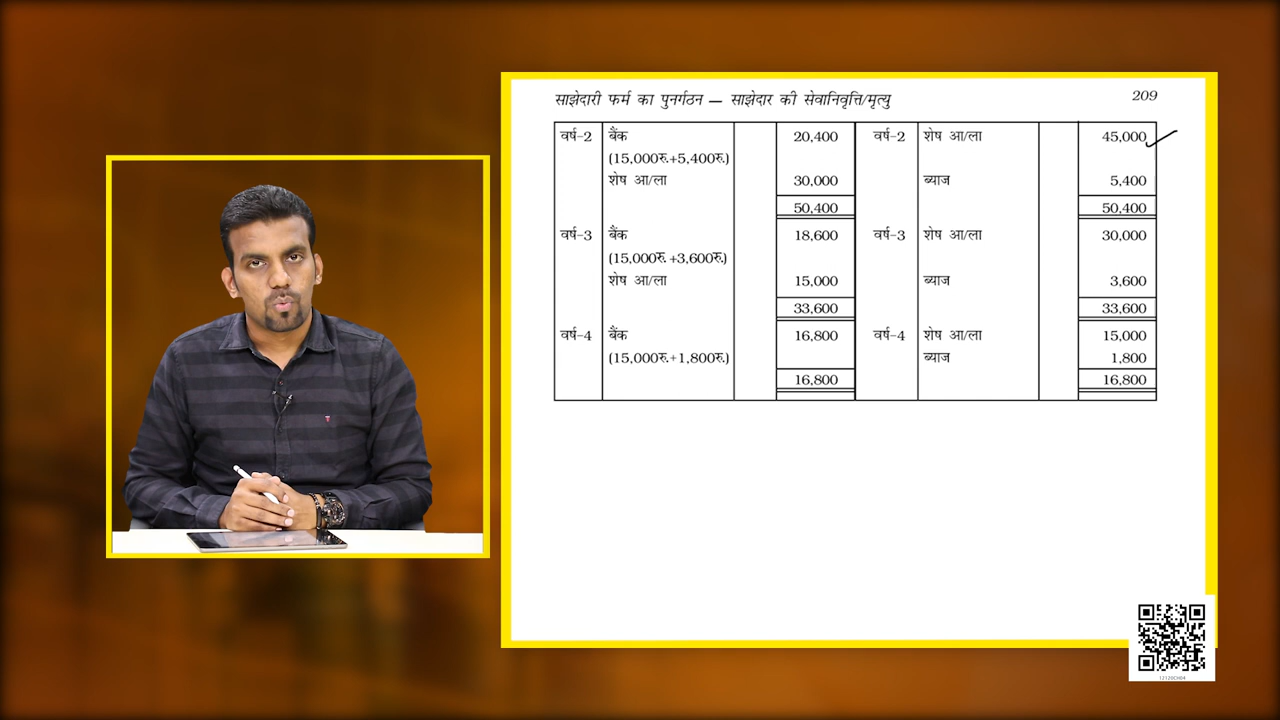 साझेदारी फर्म का पुनर्गठन — साझेदार की सेवानिवृत्ति/मृत्यु 209
वर्ष-2 बैंक 20,400 वर्ष-2 शेष आ/ला 45,000
(15,000रु.+5,400रु.)
शेष आ/ला 30,000 ब्याज 5,400
50,400 50,400
वर्ष-3 बैंक 18,600 वर्ष-3 शेष आ/ला 30,000
(15,000रु.+3,600रु.)
शेष आ/ला 15,000 ब्याज 3,600
33,600 33,600
वर्ष-4 बैंक 16,800 वर्ष-4 शेष आ/ला 15,000
(15,000रु.+1,800रु.) ब्याज 1,800
16,800 16,800
12120CH04